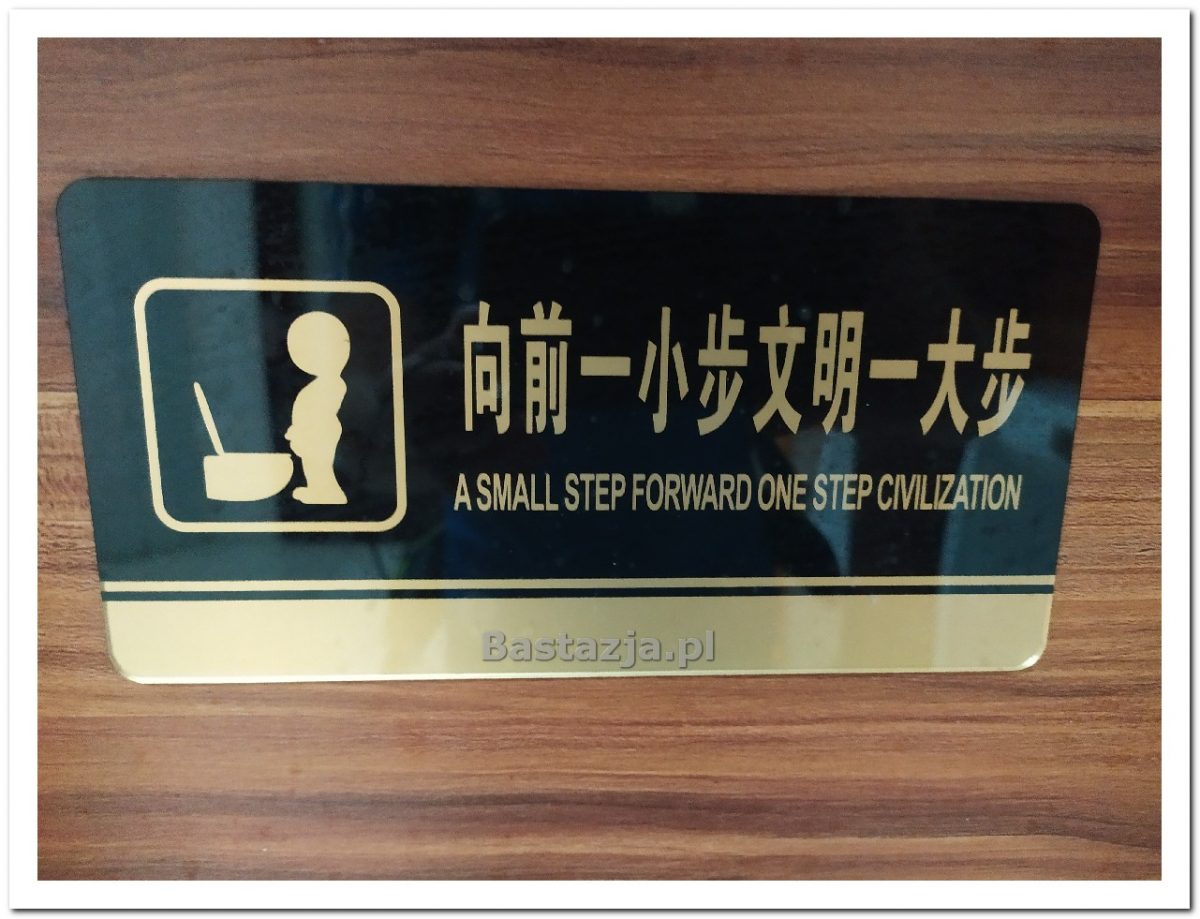 向前一小步文明一大步
A SMALL STEP FORWARD ONE STEP CIVILIZATION
Bastazja.pl